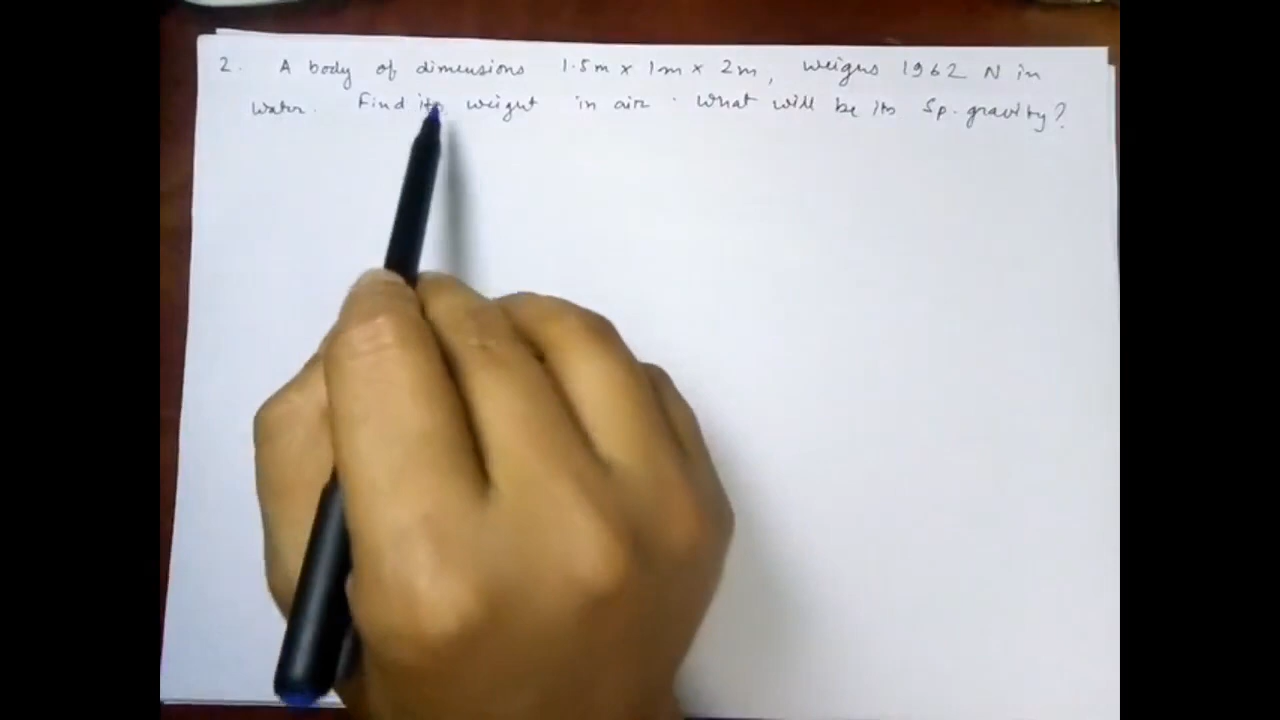 2. A body of dimensions 1.5m x 1m x 2m, weighs 1962 N in
water. Find its weight in air. What will be its Sp. gravity?